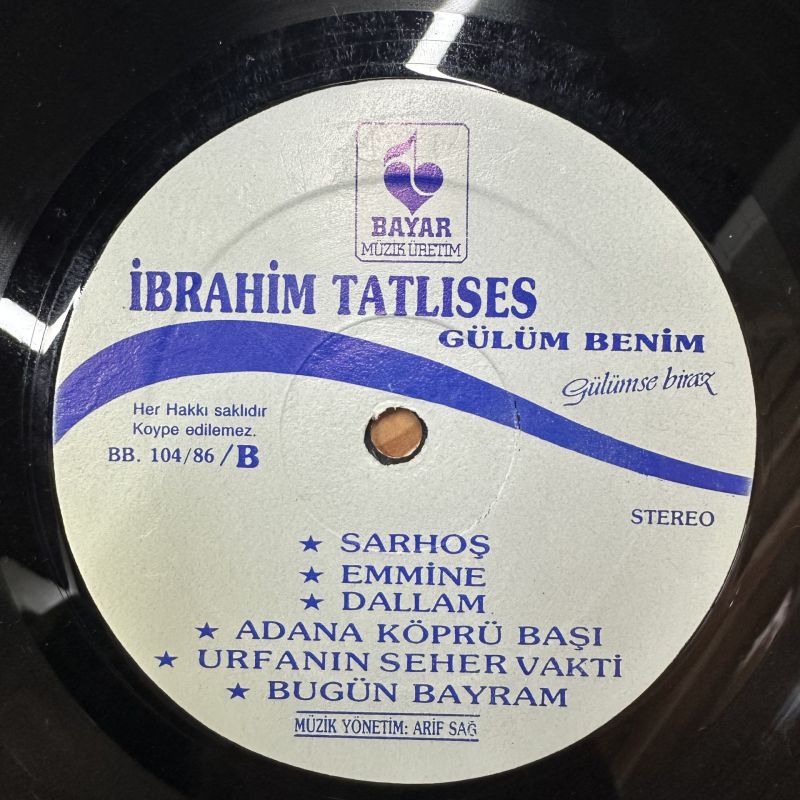 BAYAR
MÜZİK ÜRETİM
İBRAHİM TATLISES
GÜLÜM BENİM
Gülümse biraz
Her Hakkı saklıdır
Koype edilemez.
BB. 104/86 /B
STEREO
★ SARHOŞ
★ EMMİNE
★ DALLAM
★ ADANA KÖPRÜ BAŞI
★ URFANIN SEHER VAKTİ
★ BUGÜN BAYRAM
MÜZİK YÖNETİM: ARİF SAĞ